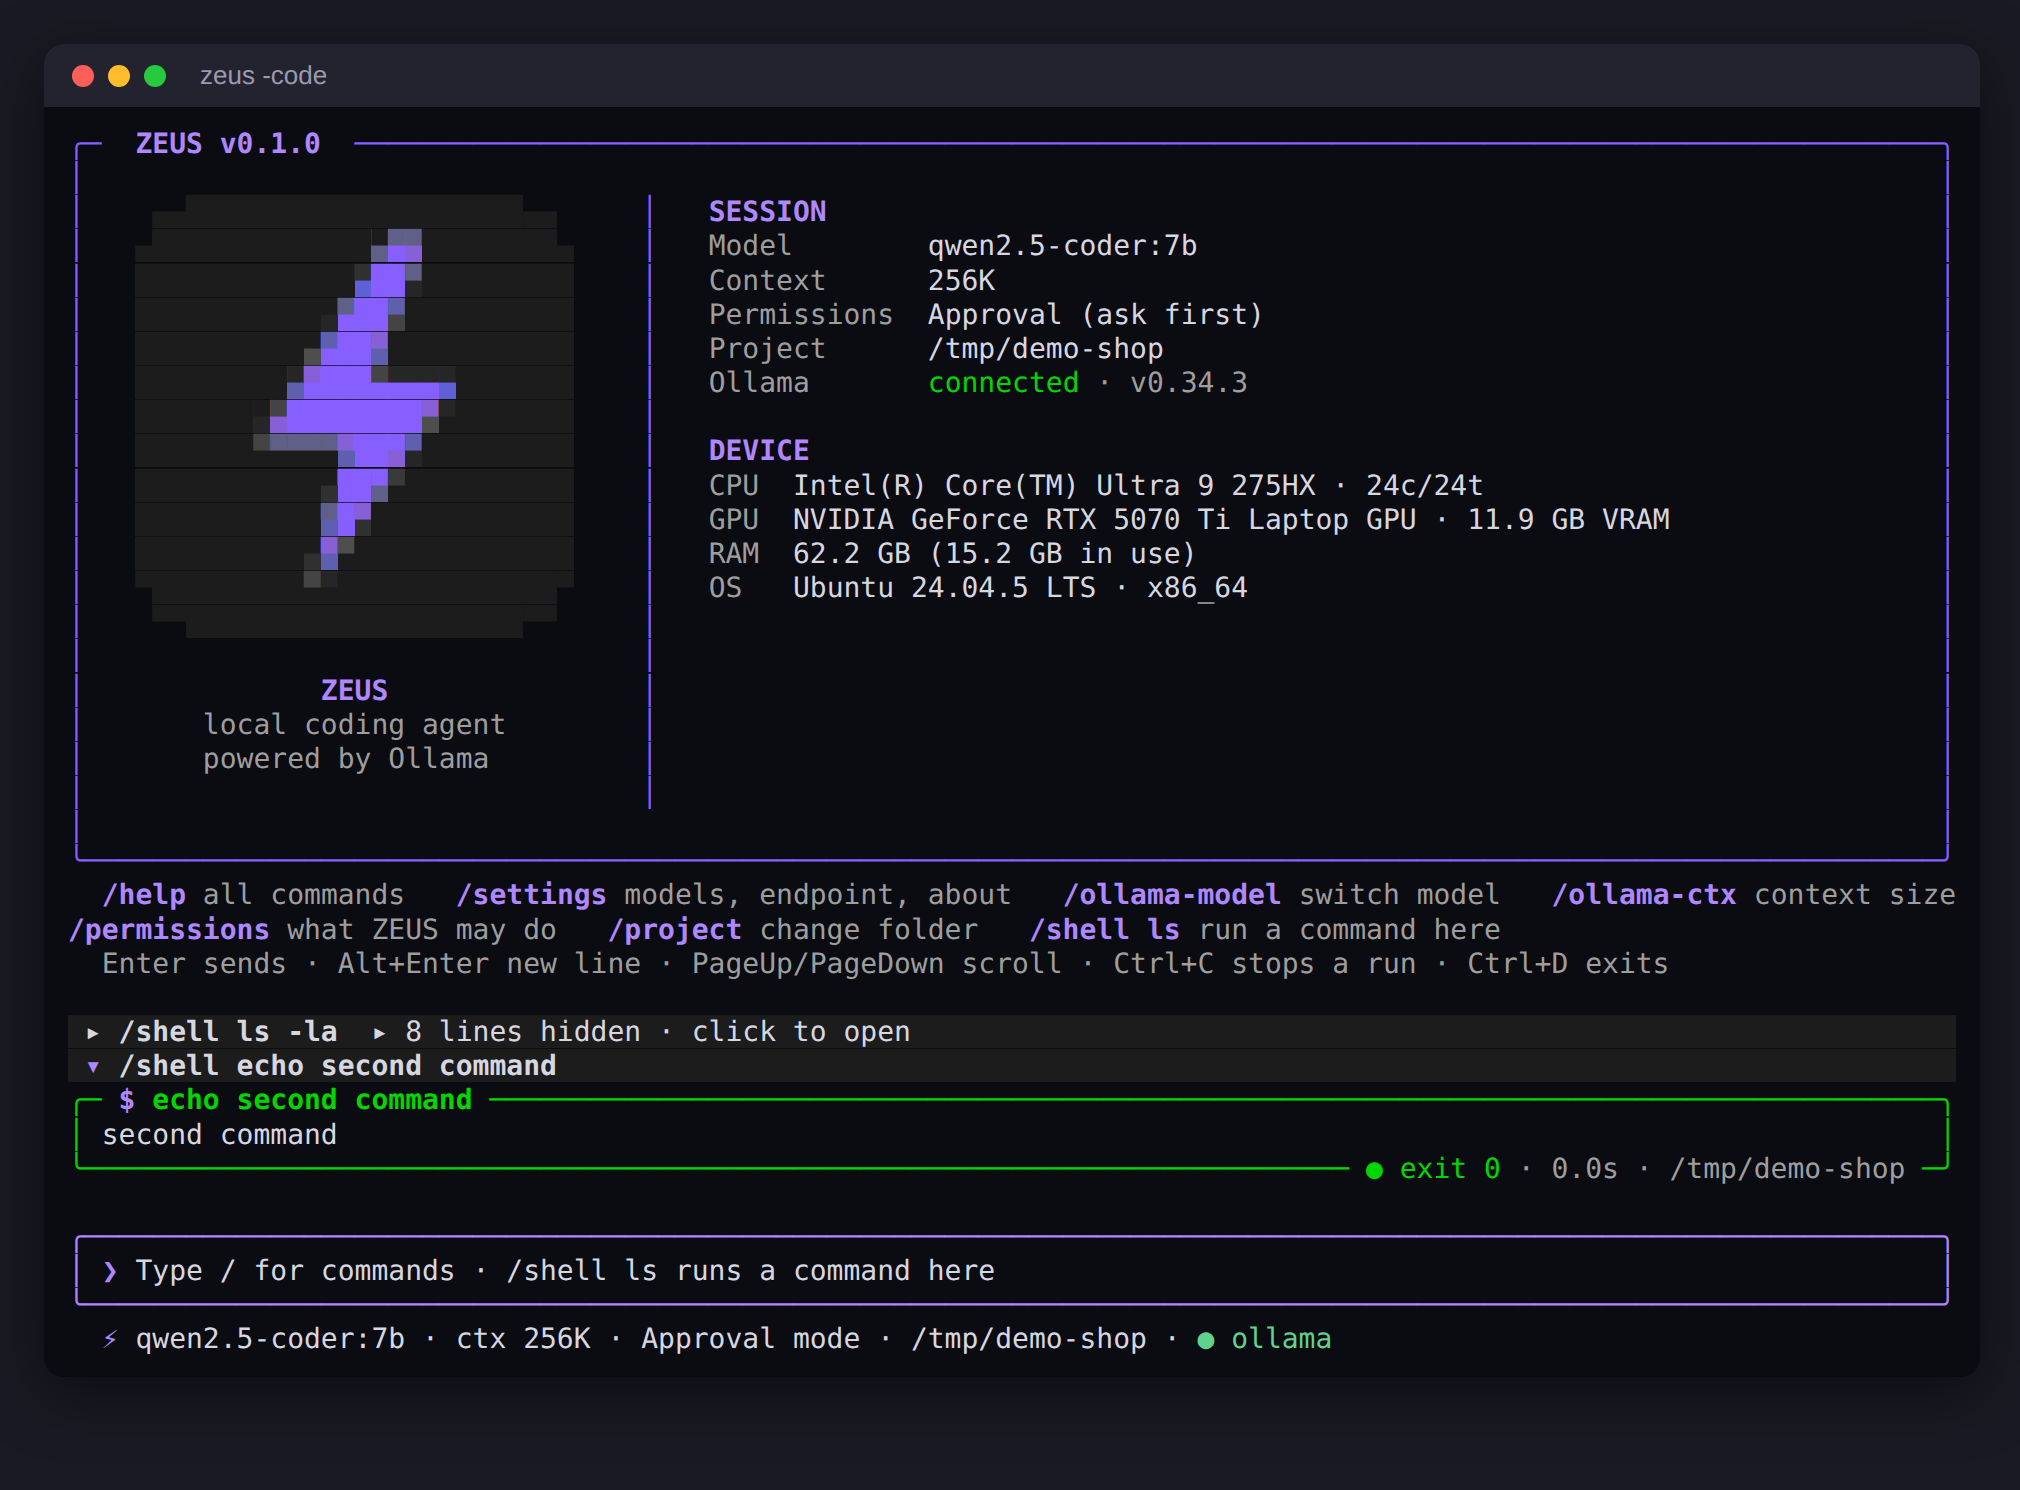 zeus -code
ZEUS v0.1.0
SESSION
Model qwen2.5-coder:7b
Context 256K
Permissions Approval (ask first)
Project /tmp/demo-shop
Ollama connected · v0.34.3
DEVICE
CPU Intel(R) Core(TM) Ultra 9 275HX · 24c/24t
GPU NVIDIA GeForce RTX 5070 Ti Laptop GPU · 11.9 GB VRAM
RAM 62.2 GB (15.2 GB in use)
OS Ubuntu 24.04.5 LTS · x86_64
ZEUS
local coding agent
powered by Ollama
/help all commands /settings models, endpoint, about /ollama-model switch model /ollama-ctx context size
/permissions what ZEUS may do /project change folder /shell ls run a command here
Enter sends · Alt+Enter new line · PageUp/PageDown scroll · Ctrl+C stops a run · Ctrl+D exits
▸ /shell ls -la ▸ 8 lines hidden · click to open
▾ /shell echo second command
$ echo second command
second command
● exit 0 · 0.0s · /tmp/demo-shop
❯ Type / for commands · /shell ls runs a command here
⚡ qwen2.5-coder:7b · ctx 256K · Approval mode · /tmp/demo-shop · ● ollama